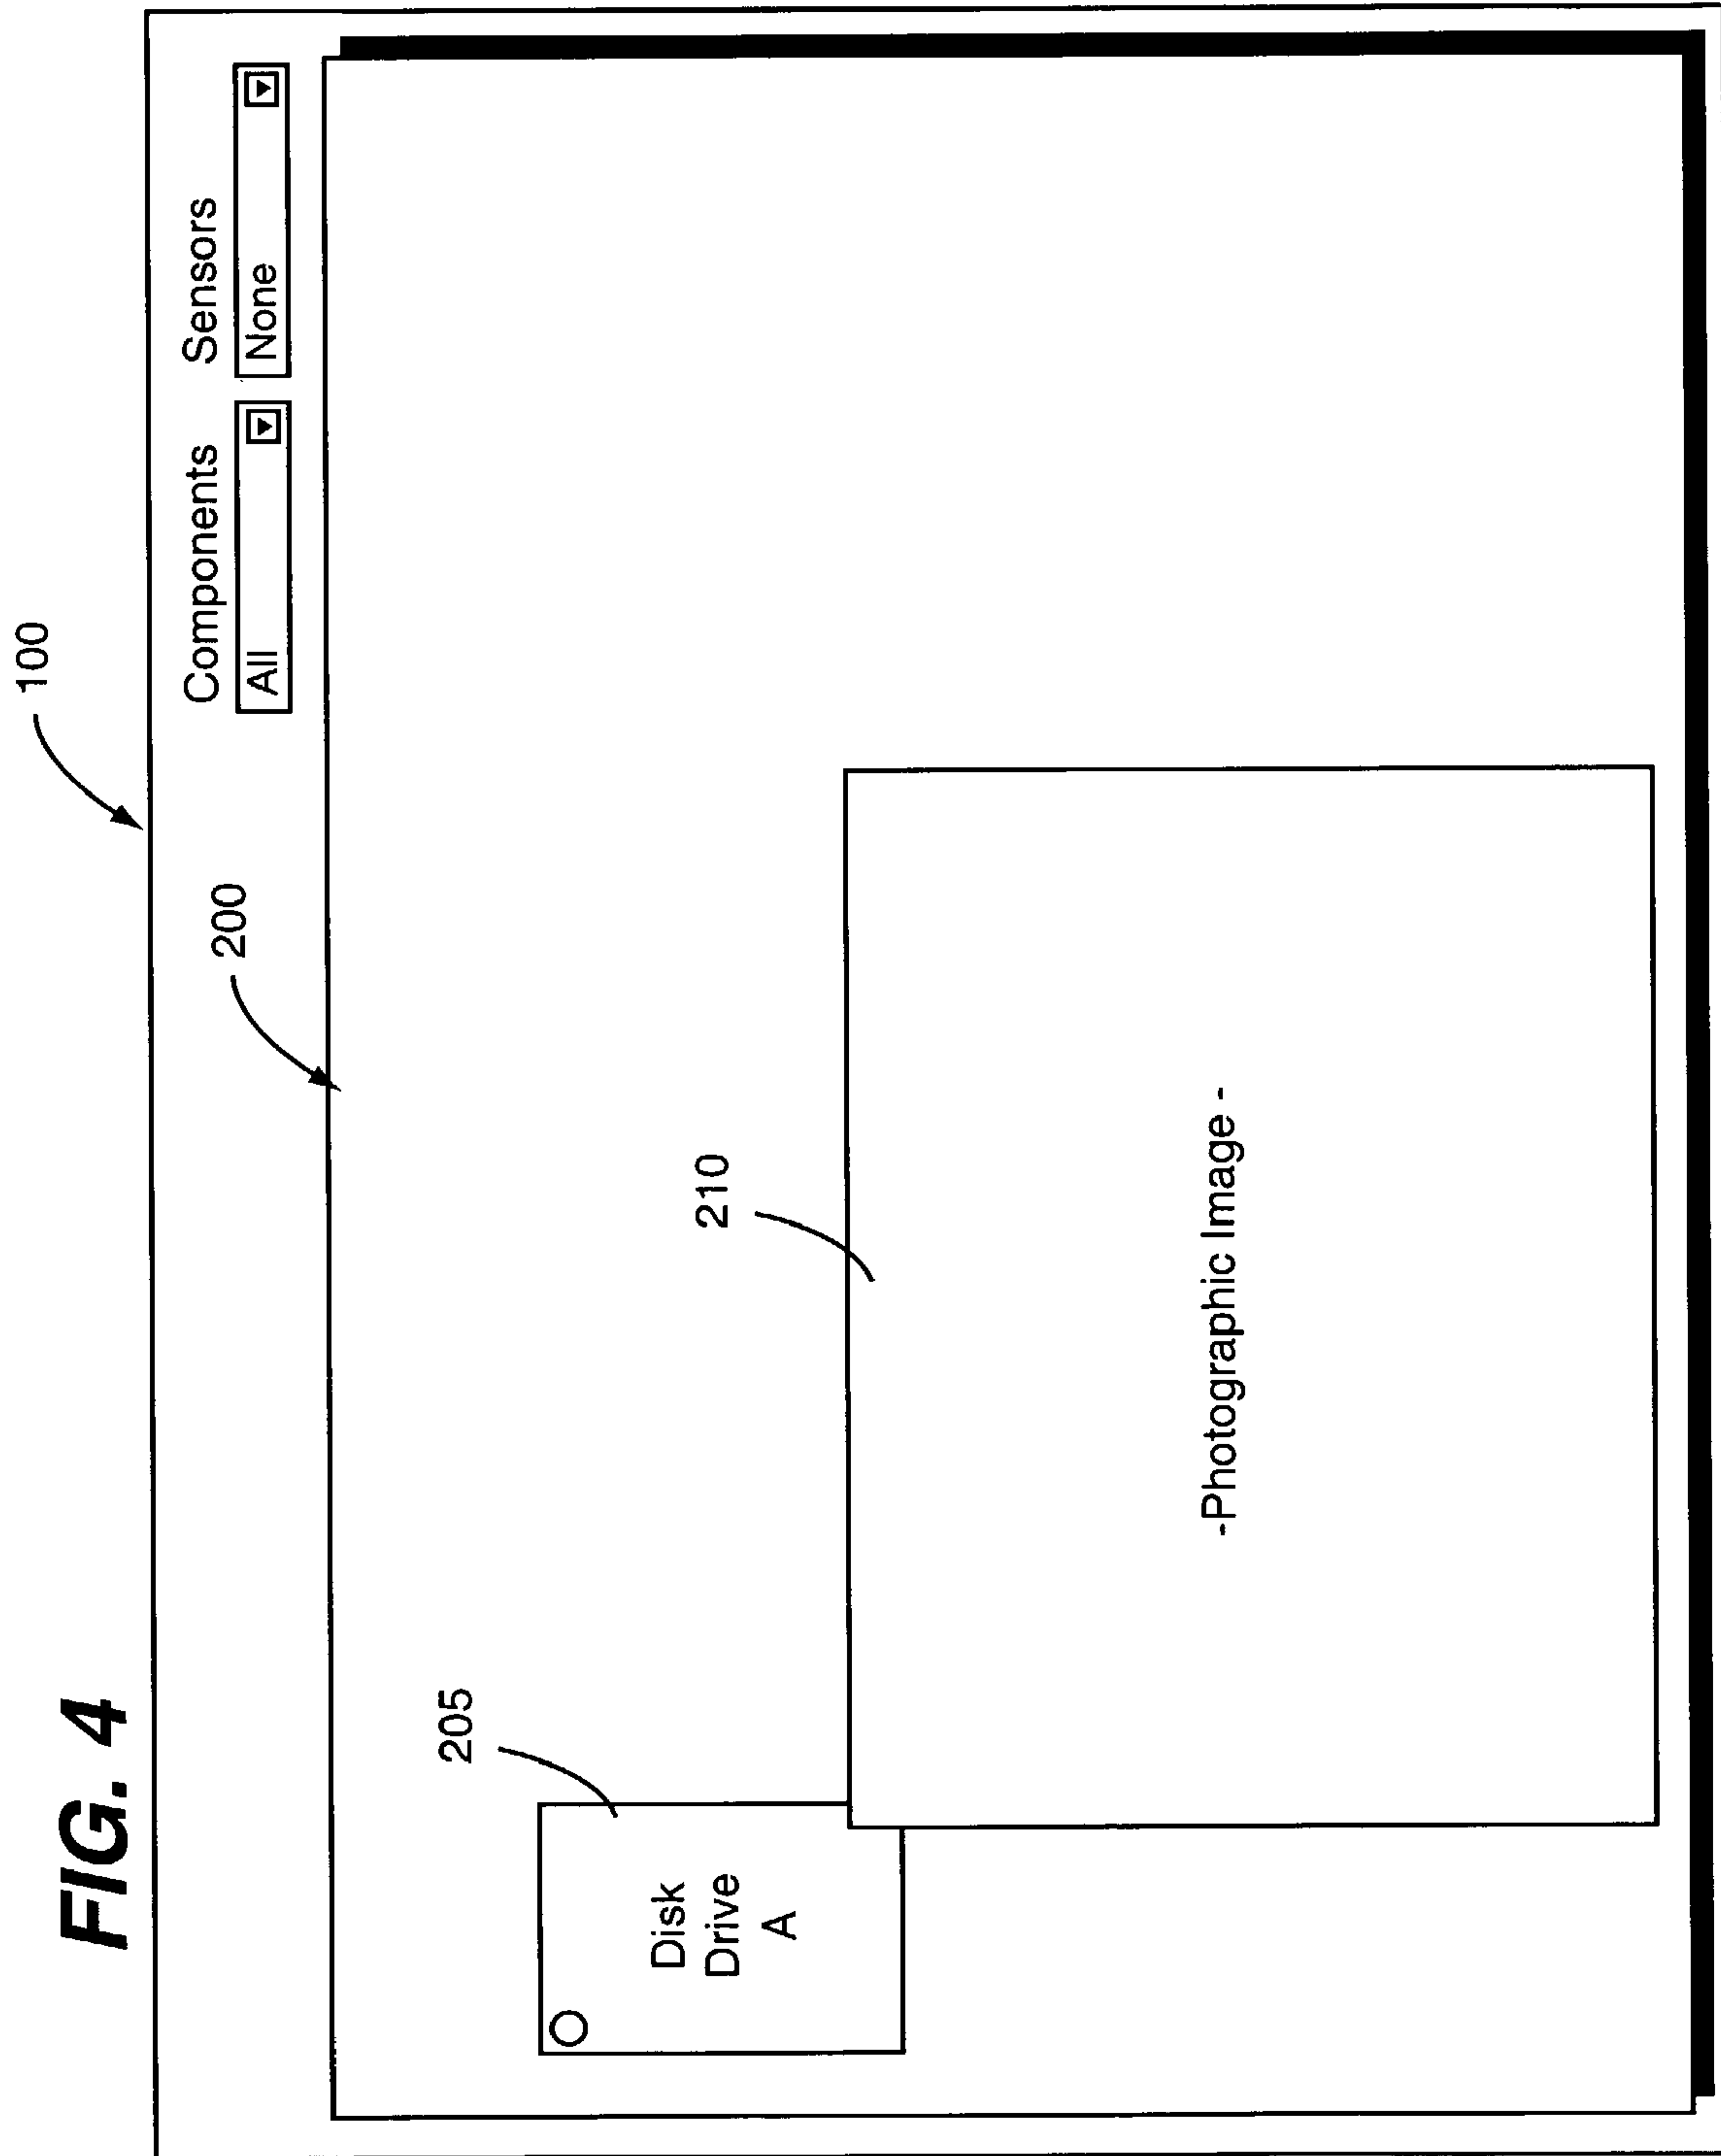 FIG. 4
100
Components Sensors
All None
200
205
210
Disk
Drive
A
-Photographic Image -